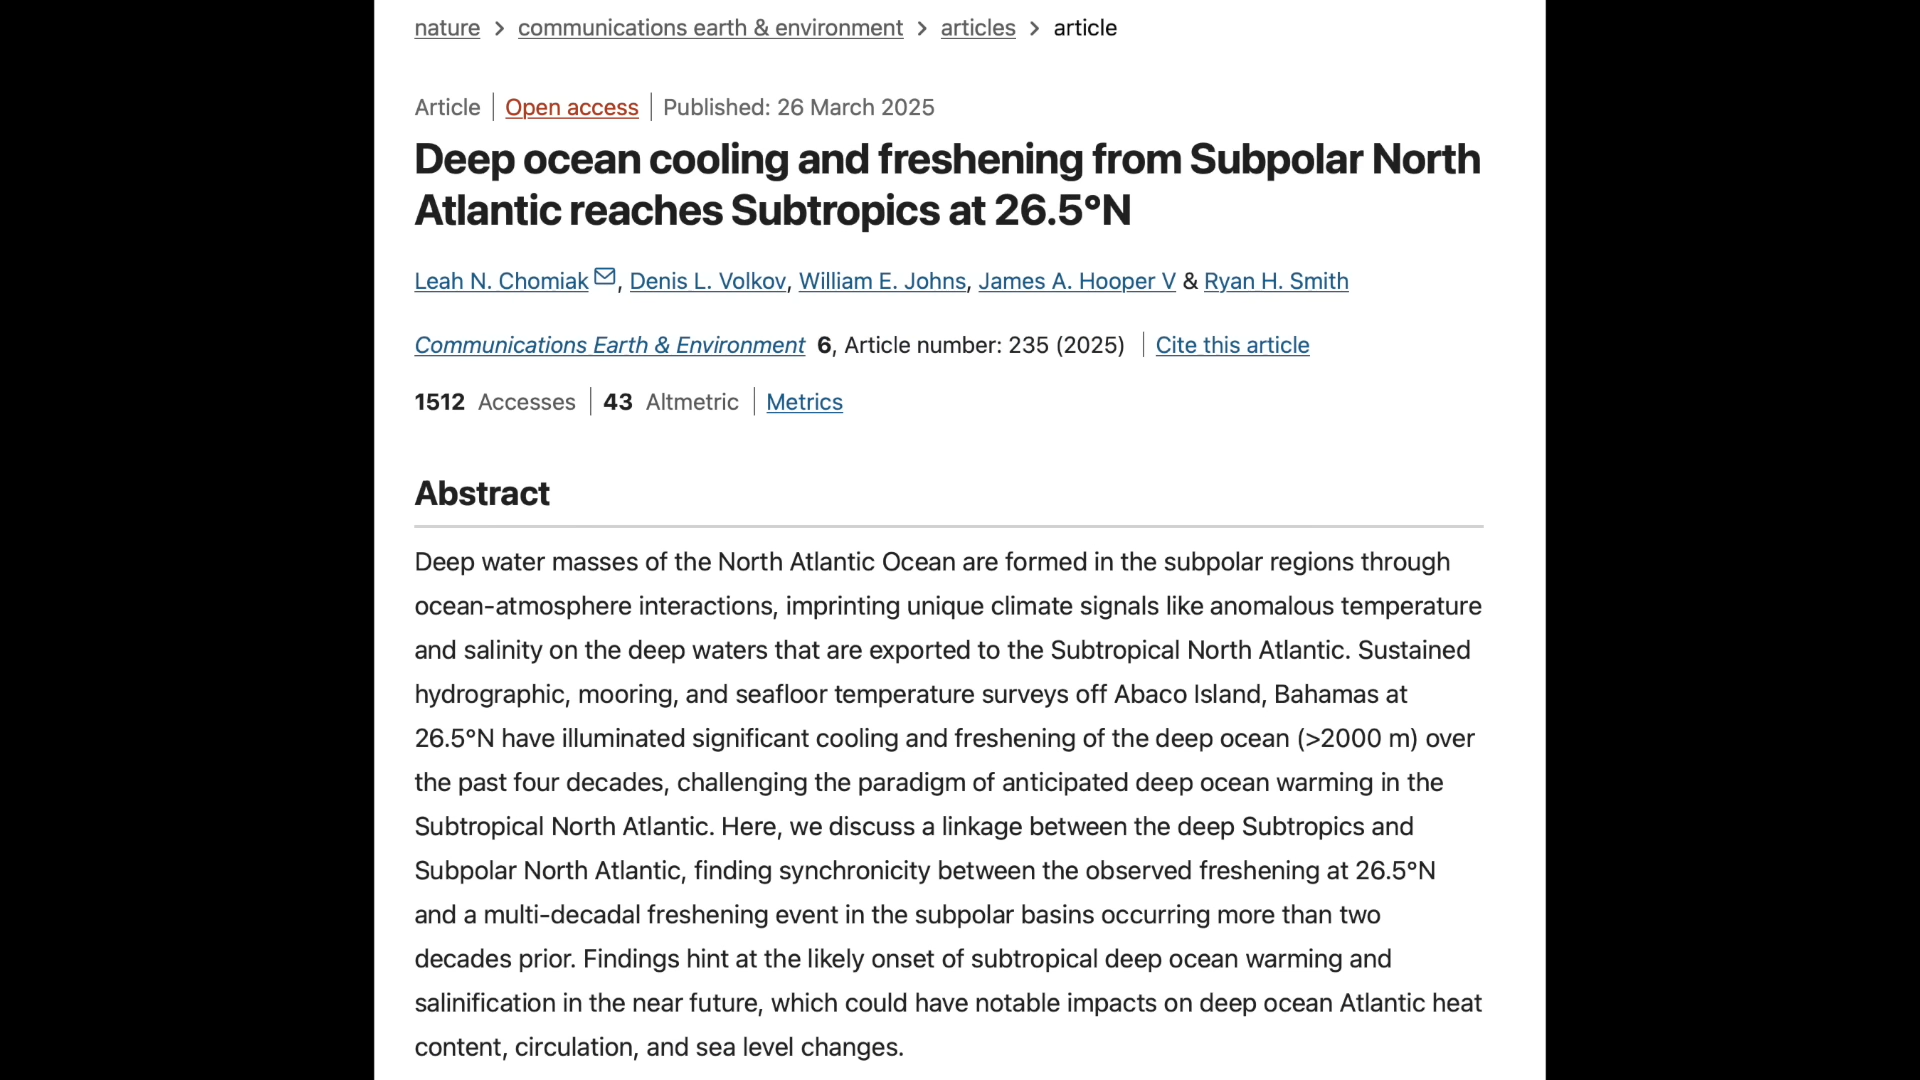 nature > communications earth & environment > articles > article
Article | Open access | Published: 26 March 2025
Deep ocean cooling and freshening from Subpolar North
Atlantic reaches Subtropics at 26.5°N
Leah N. Chomiak, Denis L. Volkov, William E. Johns, James A. Hooper V & Ryan H. Smith
Communications Earth & Environment 6, Article number: 235 (2025) | Cite this article
1512 Accesses | 43 Altmetric | Metrics
Abstract
Deep water masses of the North Atlantic Ocean are formed in the subpolar regions through
ocean-atmosphere interactions, imprinting unique climate signals like anomalous temperature
and salinity on the deep waters that are exported to the Subtropical North Atlantic. Sustained
hydrographic, mooring, and seafloor temperature surveys off Abaco Island, Bahamas at
26.5°N have illuminated significant cooling and freshening of the deep ocean (>2000 m) over
the past four decades, challenging the paradigm of anticipated deep ocean warming in the
Subtropical North Atlantic. Here, we discuss a linkage between the deep Subtropics and
Subpolar North Atlantic, finding synchronicity between the observed freshening at 26.5°N
and a multi-decadal freshening event in the subpolar basins occurring more than two
decades prior. Findings hint at the likely onset of subtropical deep ocean warming and
salinification in the near future, which could have notable impacts on deep ocean Atlantic heat
content, circulation, and sea level changes.